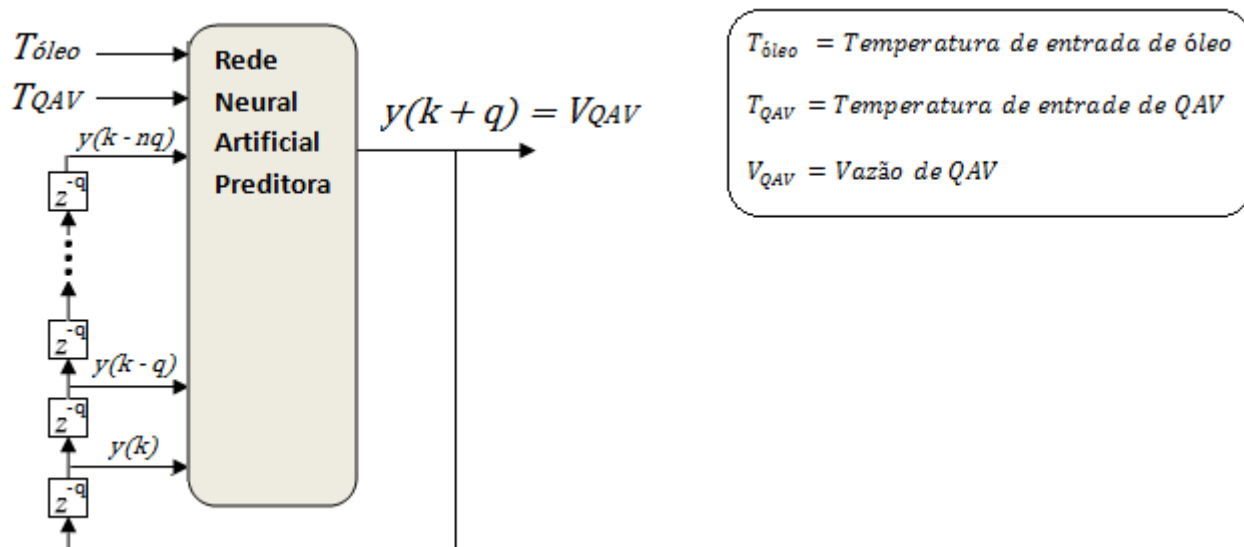 Tóleo
TQAV
y(k - nq)
z-q
z-q
y(k - q)
z-q
y(k)
z-q
Rede
Neural
Artificial
Preditora
y(k + q) = VQAV
Tóleo = Temperatura de entrada de óleo
TQAV = Temperatura de entrade de QAV
VQAV = Vazão de QAV